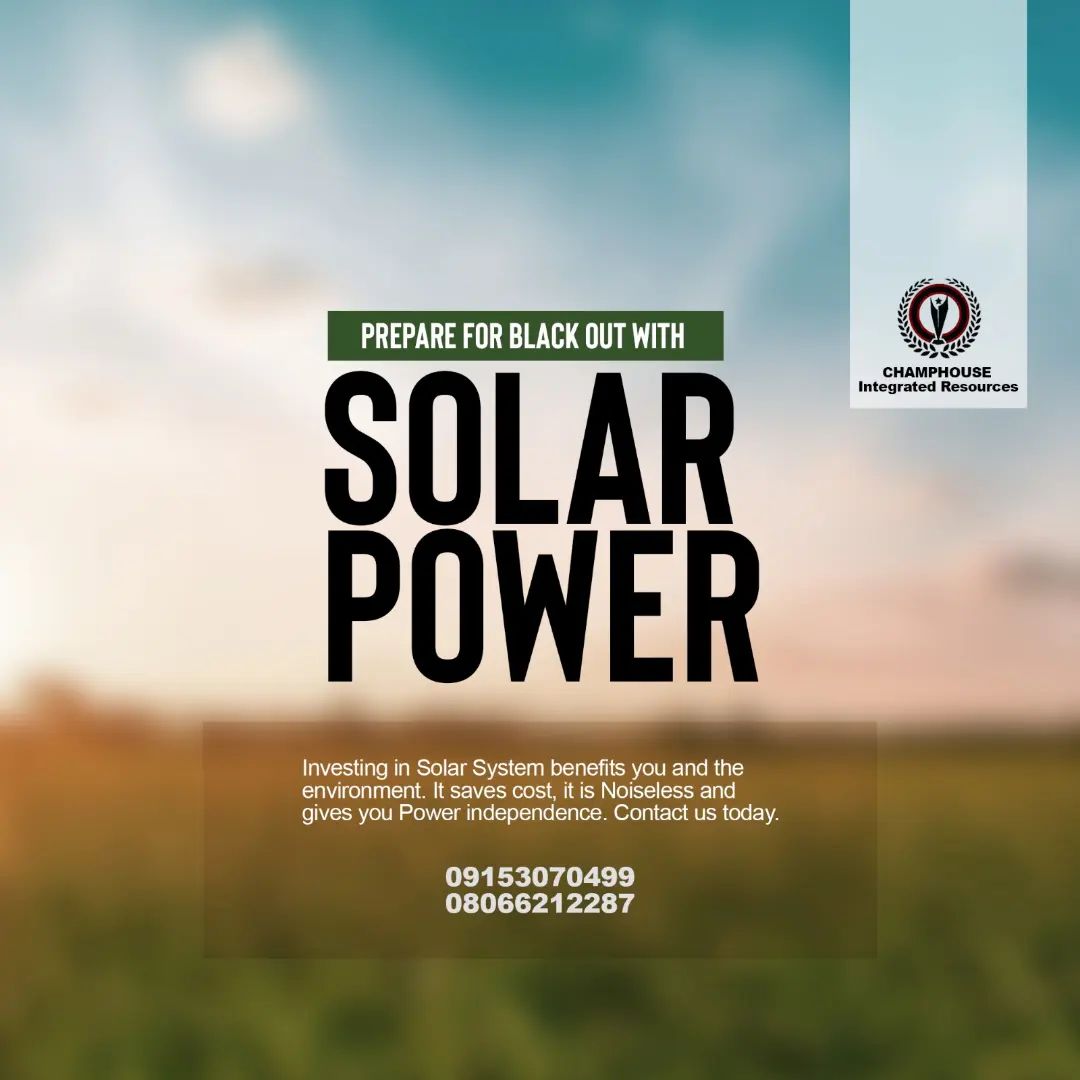 CHAMPHOUSE
Integrated Resources
PREPARE FOR BLACK OUT WITH
SOLAR
POWER
Investing in Solar System benefits you and the
environment. It saves cost, it is Noiseless and
gives you Power independence. Contact us today.
09153070499
08066212287